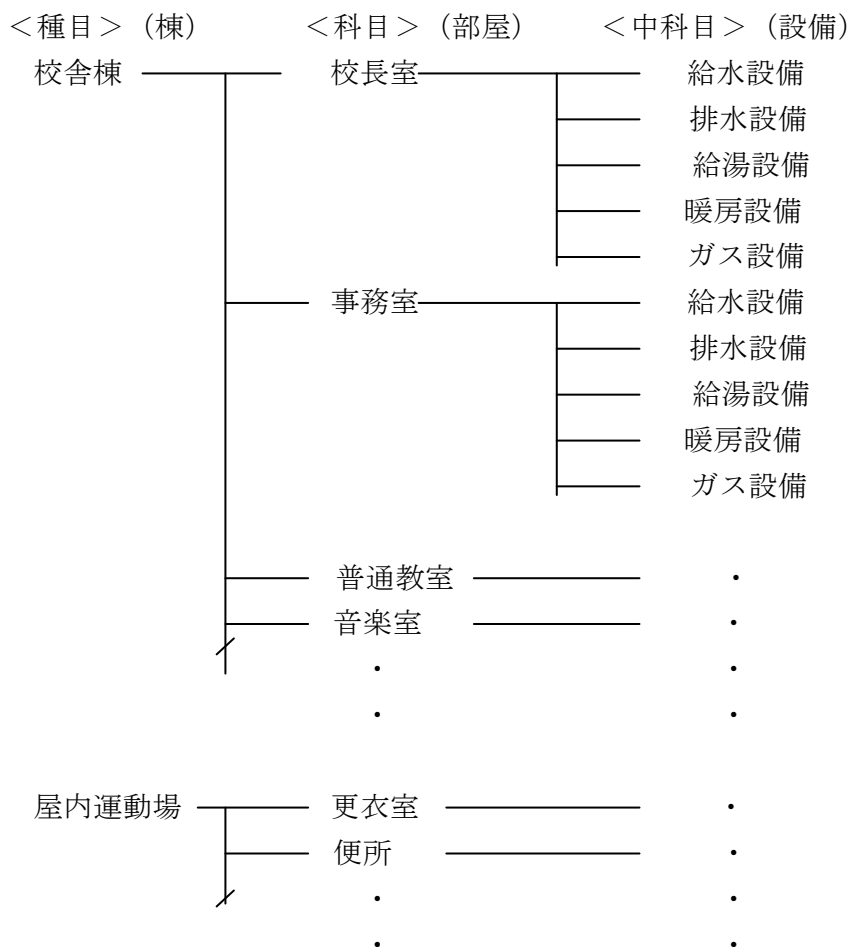 ＜種目＞（棟） ＜科目＞（部屋） ＜中科目＞（設備）
校舎棟 校長室 給水設備
排水設備
給湯設備
暖房設備
ガス設備
事務室 給水設備
排水設備
給湯設備
暖房設備
ガス設備
普通教室 ・
音楽室 ・
・ ・
・ ・
屋内運動場 更衣室 ・
便所 ・
・ ・
・ ・